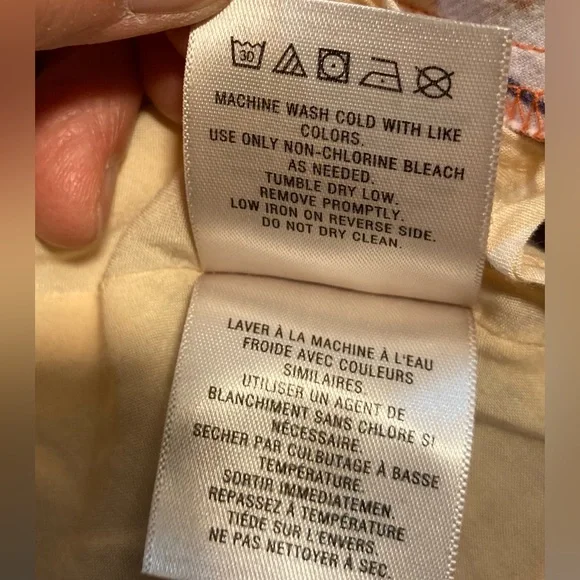 30
MACHINE WASH COLD WITH LIKE
COLORS.
USE ONLY NON-CHLORINE BLEACH
AS NEEDED.
TUMBLE DRY LOW.
REMOVE PROMPTLY.
LOW IRON ON REVERSE SIDE.
DO NOT DRY CLEAN.
LAVER À LA MACHINE À L'EAU
FROIDE AVEC COULEURS
SIMILAIRES.
UTILISER UN AGENT DE
BLANCHIMENT SANS CHLORE SI
NÉCESSAIRE.
SECHER PAR CULBUTAGE À BASSE
TEMPÉRATURE.
SORTIR IMMÉDIATEMEN.
REPASSEZ À TEMPÉRATURE
TIÉDE SUR L'ENVERS.
NE PAS NETTOYER À SEC.